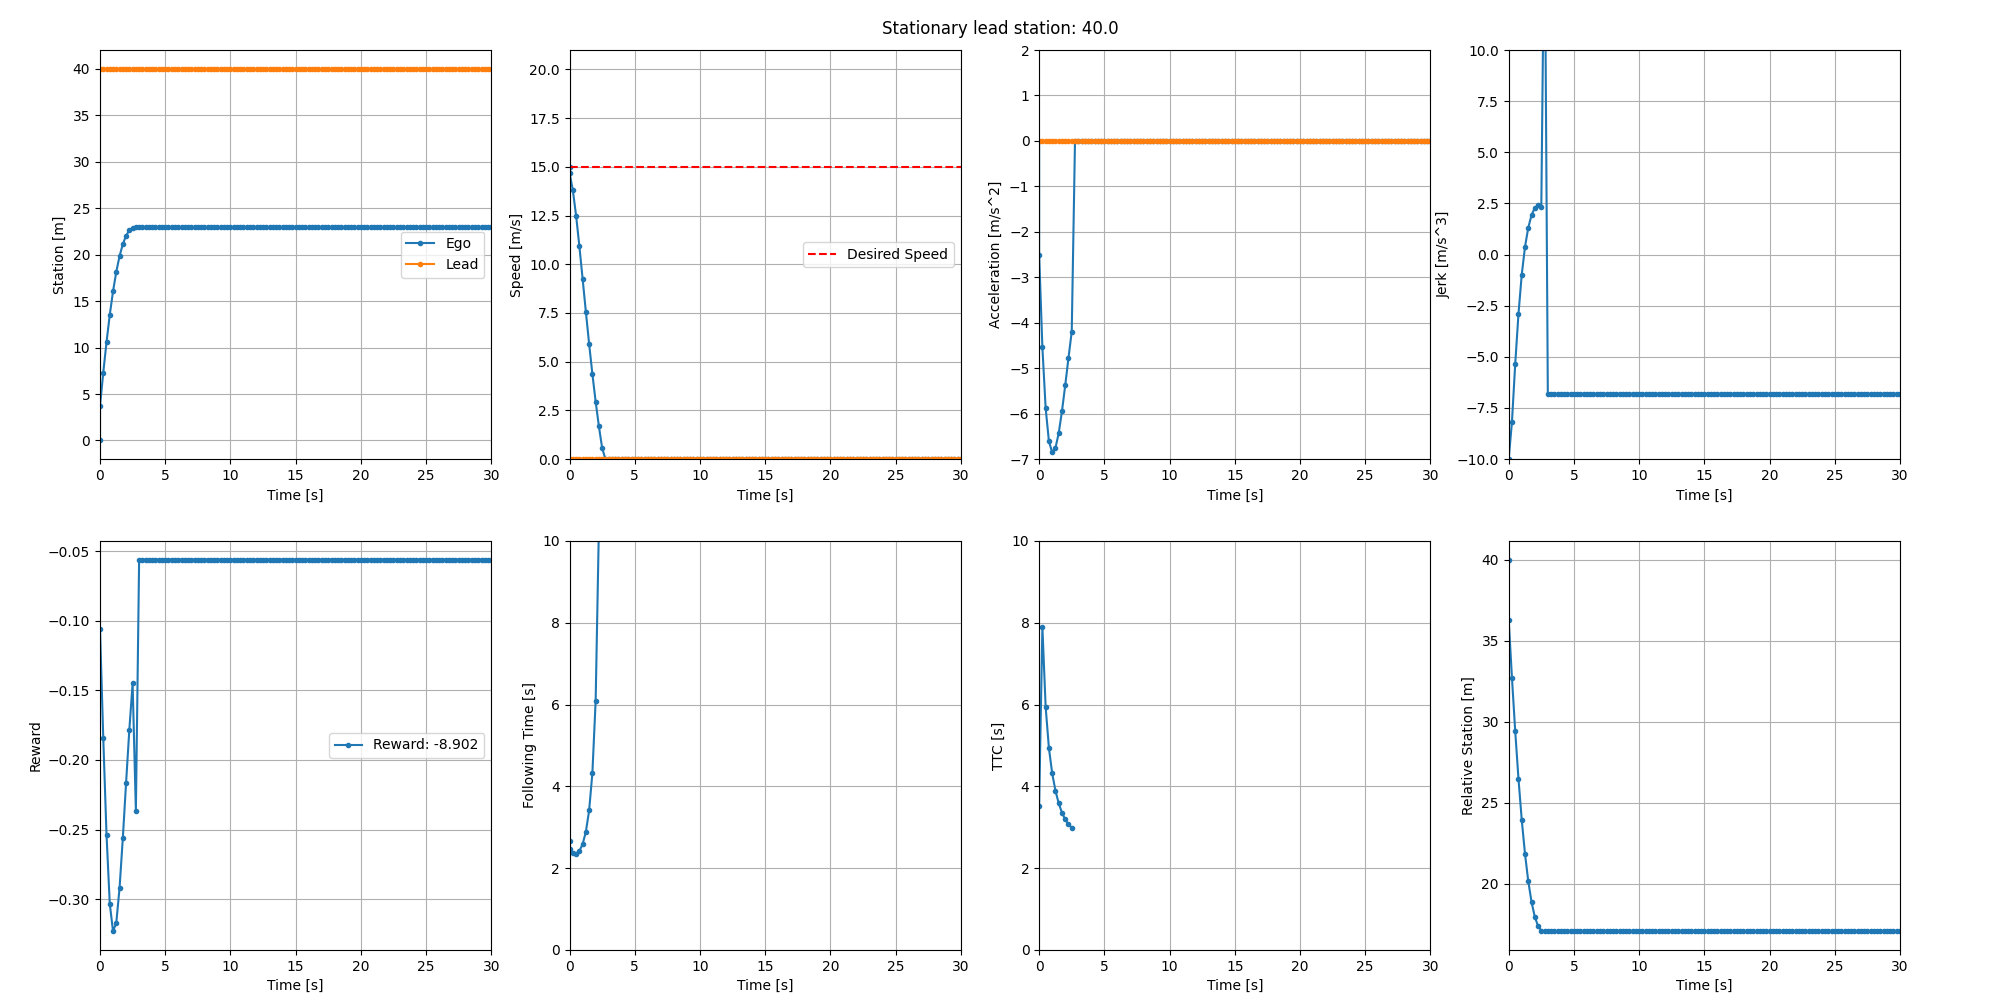 Stationary lead station: 40.0
40
35
30
25
20
15
10
5
0
Station [m]
Ego
Lead
0 5 10 15 20 25 30
Time [s]
20.0
17.5
15.0
12.5
10.0
7.5
5.0
2.5
0.0
Speed [m/s]
Desired Speed
0 5 10 15 20 25 30
Time [s]
2
1
0
−1
−2
−3
−4
−5
−6
−7
Acceleration [m/s^2]
0 5 10 15 20 25 30
Time [s]
10.0
7.5
5.0
2.5
0.0
−2.5
−5.0
−7.5
−10.0
Jerk [m/s^3]
0 5 10 15 20 25 30
Time [s]
−0.05
−0.10
−0.15
−0.20
−0.25
−0.30
Reward
Reward: -8.902
0 5 10 15 20 25 30
Time [s]
10
8
6
4
2
0
Following Time [s]
0 5 10 15 20 25 30
Time [s]
10
8
6
4
2
0
TTC [s]
0 5 10 15 20 25 30
Time [s]
40
35
30
25
20
Relative Station [m]
0 5 10 15 20 25 30
Time [s]